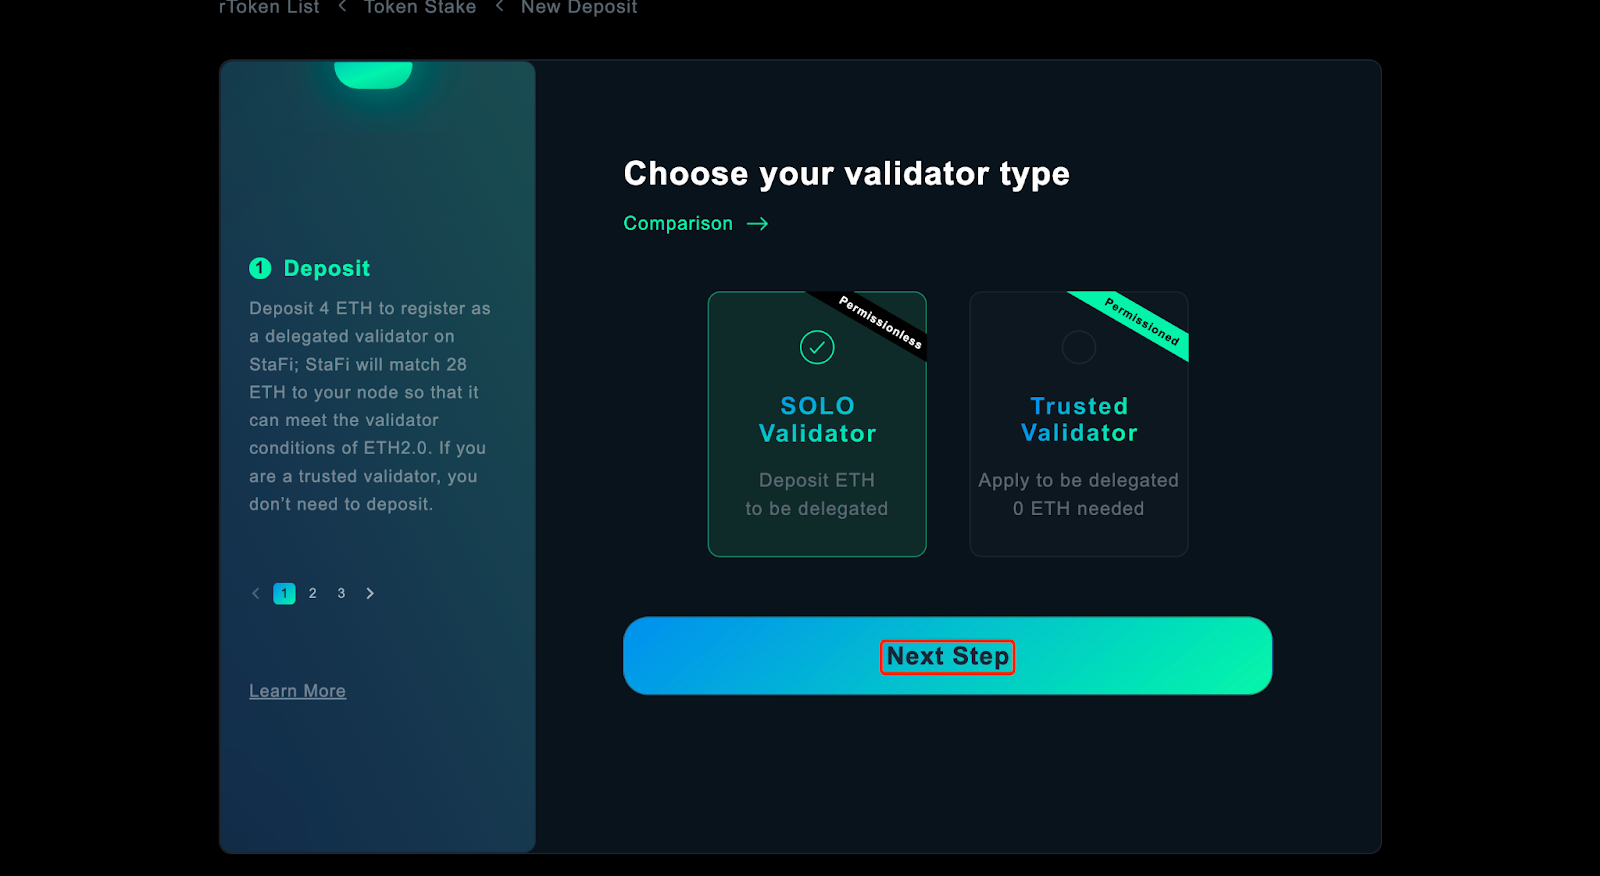 rToken List < Token Stake < New Deposit
Choose your validator type
Comparison →
1 Deposit
Deposit 4 ETH to register as
a delegated validator on
StaFi; StaFi will match 28
ETH to your node so that it
can meet the validator
conditions of ETH2.0. If you
are a trusted validator, you
don’t need to deposit.
< 1 2 3 >
Learn More
Permissionless
SOLO
Validator
Deposit ETH
to be delegated
Permissioned
Trusted
Validator
Apply to be delegated
0 ETH needed
Next Step